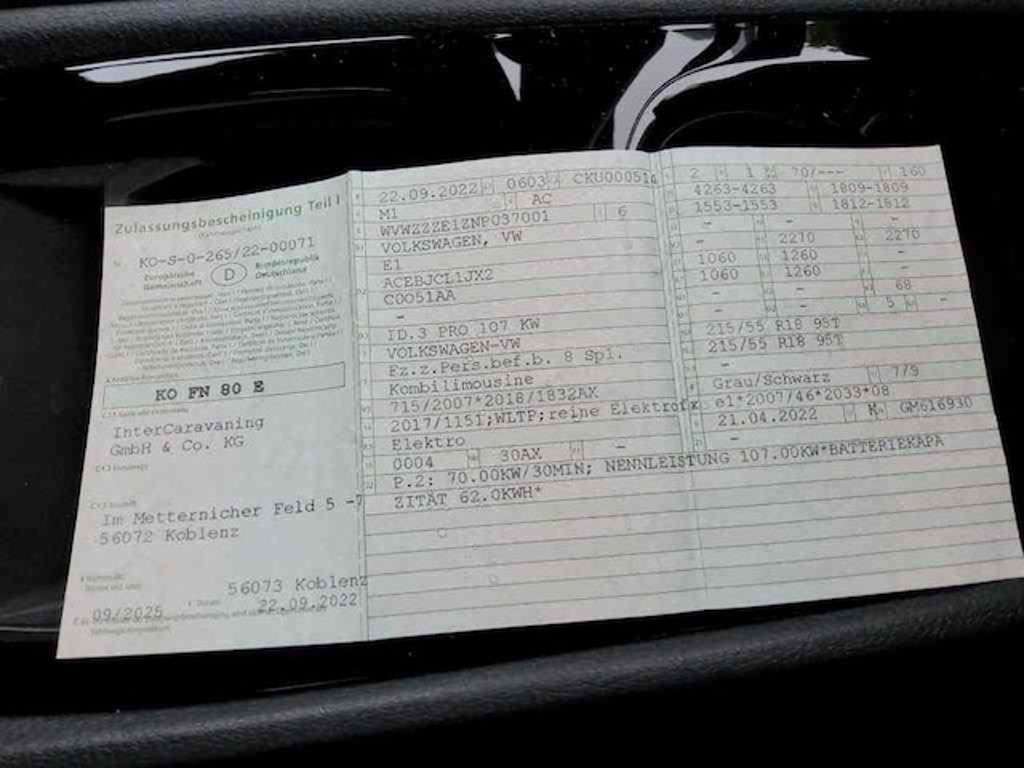 Zulassungsbescheinigung Teil I
Nr. KO-S-0-265/22-00071
Europäische Gemeinschaft
D
Bundesrepublik Deutschland
KO FN 80 E
InterCaravaning
GmbH & Co. KG
Im Metternicher Feld 5 -7
56072 Koblenz
56073 Koblenz
09/2025
22.09.2022
22.09.2022 0603 CKU000514
M1 AC
WVWZZZE1ZNP037001 6
VOLKSWAGEN, VW
E1
ACEBJCL1JX2
C0051AA
-
ID.3 PRO 107 KW
VOLKSWAGEN-VW
Fz.z.Pers.bef.b. 8 Spl.
Kombilimousine
715/2007*2018/1832AX
2017/1151;WLTP;reine Elektrofz
Elektro
0004 30AX -
P.2: 70.00KW/30MIN; NENNLEISTUNG 107.00KW*BATTERIEKAPA
ZITÄT 62.0KWH*
2 1 70/--- 160
4263-4263 1809-1809
1553-1553 1812-1812
- - -
- 2270 2270
1060 1260 -
1060 1260 -
- - 68
- - 5 -
215/55 R18 95T
215/55 R18 95T
-
Grau/Schwarz 7/9
e1*2007/46*2033*08
21.04.2022 K GM616930
-